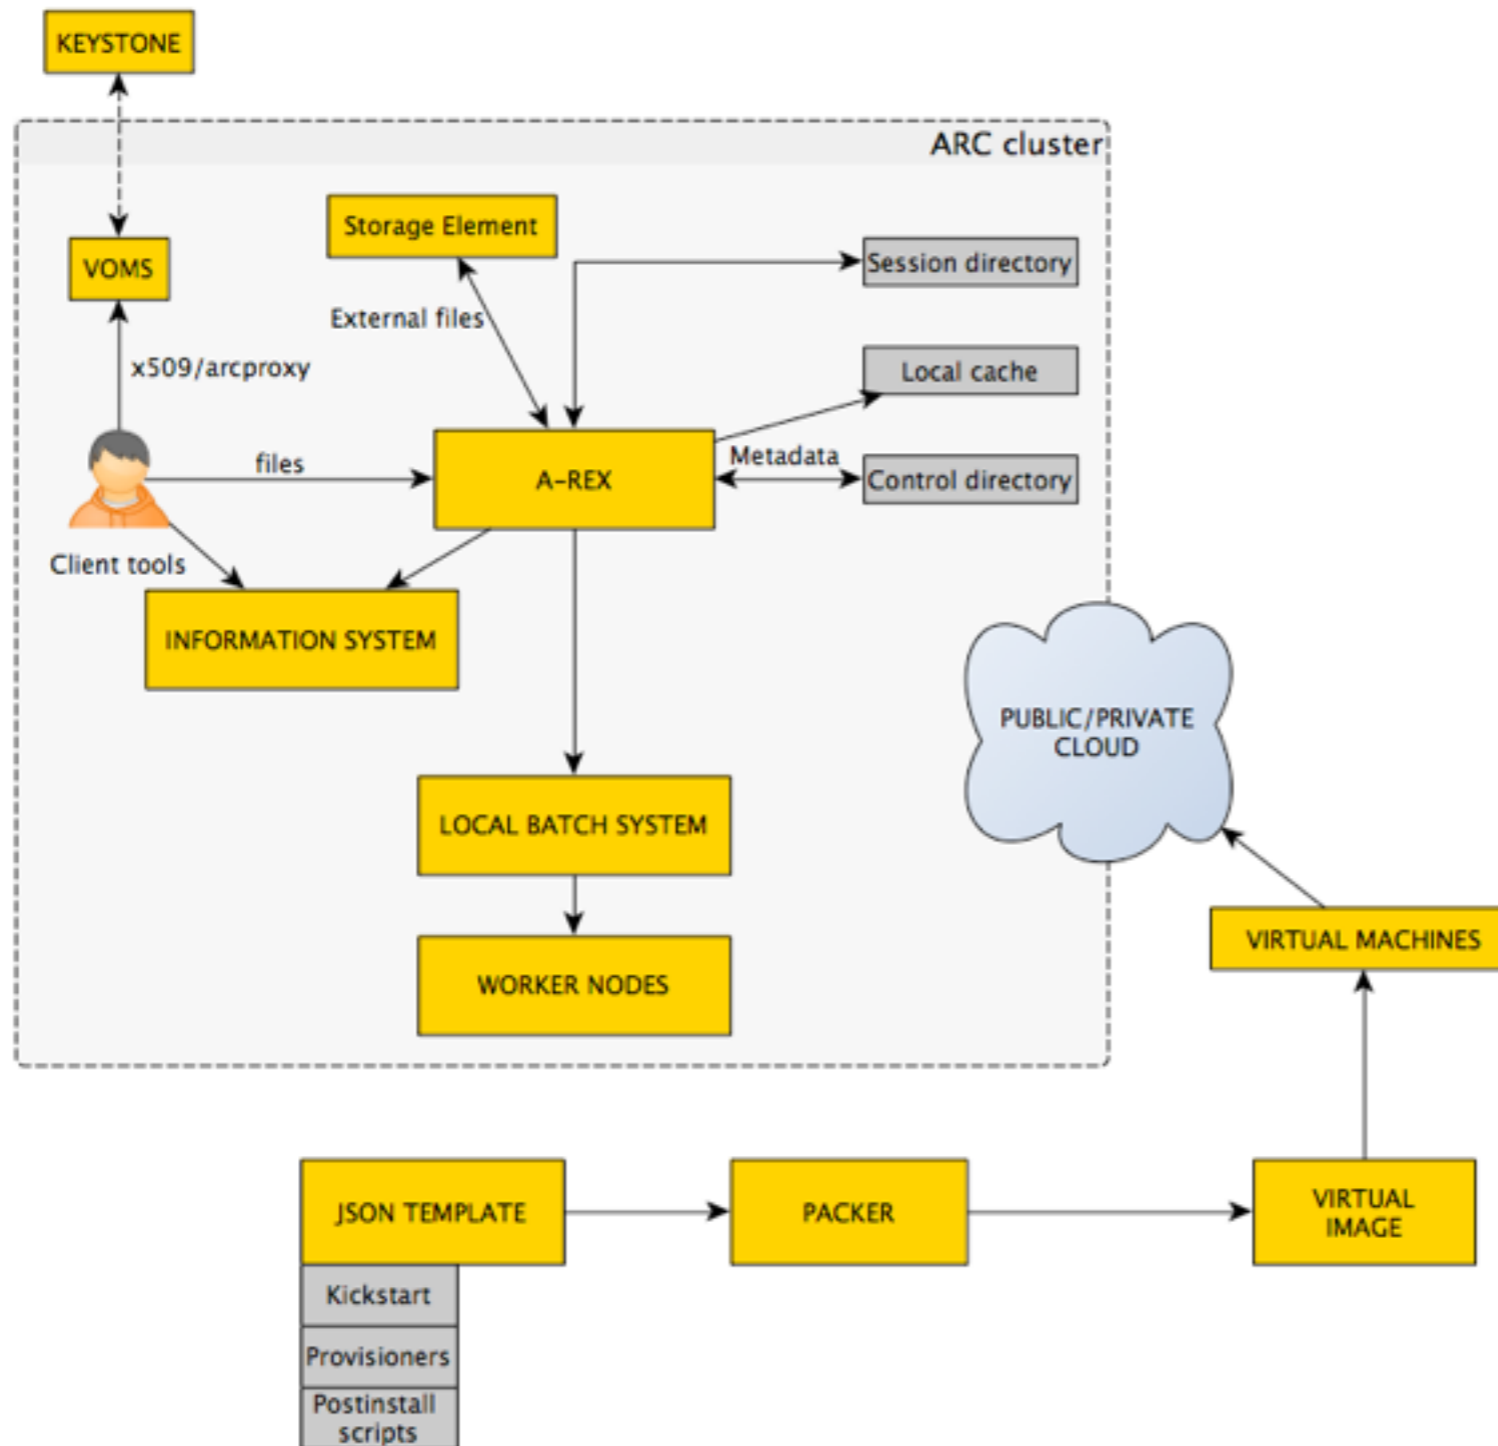 KEYSTONE
ARC cluster
Storage Element
VOMS
Session directory
External files
x509/arcproxy
Local cache
files
Metadata
A-REX
Control directory
Client tools
INFORMATION SYSTEM
PUBLIC/PRIVATE
CLOUD
LOCAL BATCH SYSTEM
VIRTUAL MACHINES
WORKER NODES
JSON TEMPLATE
PACKER
VIRTUAL
IMAGE
Kickstart
Provisioners
Postinstall
scripts